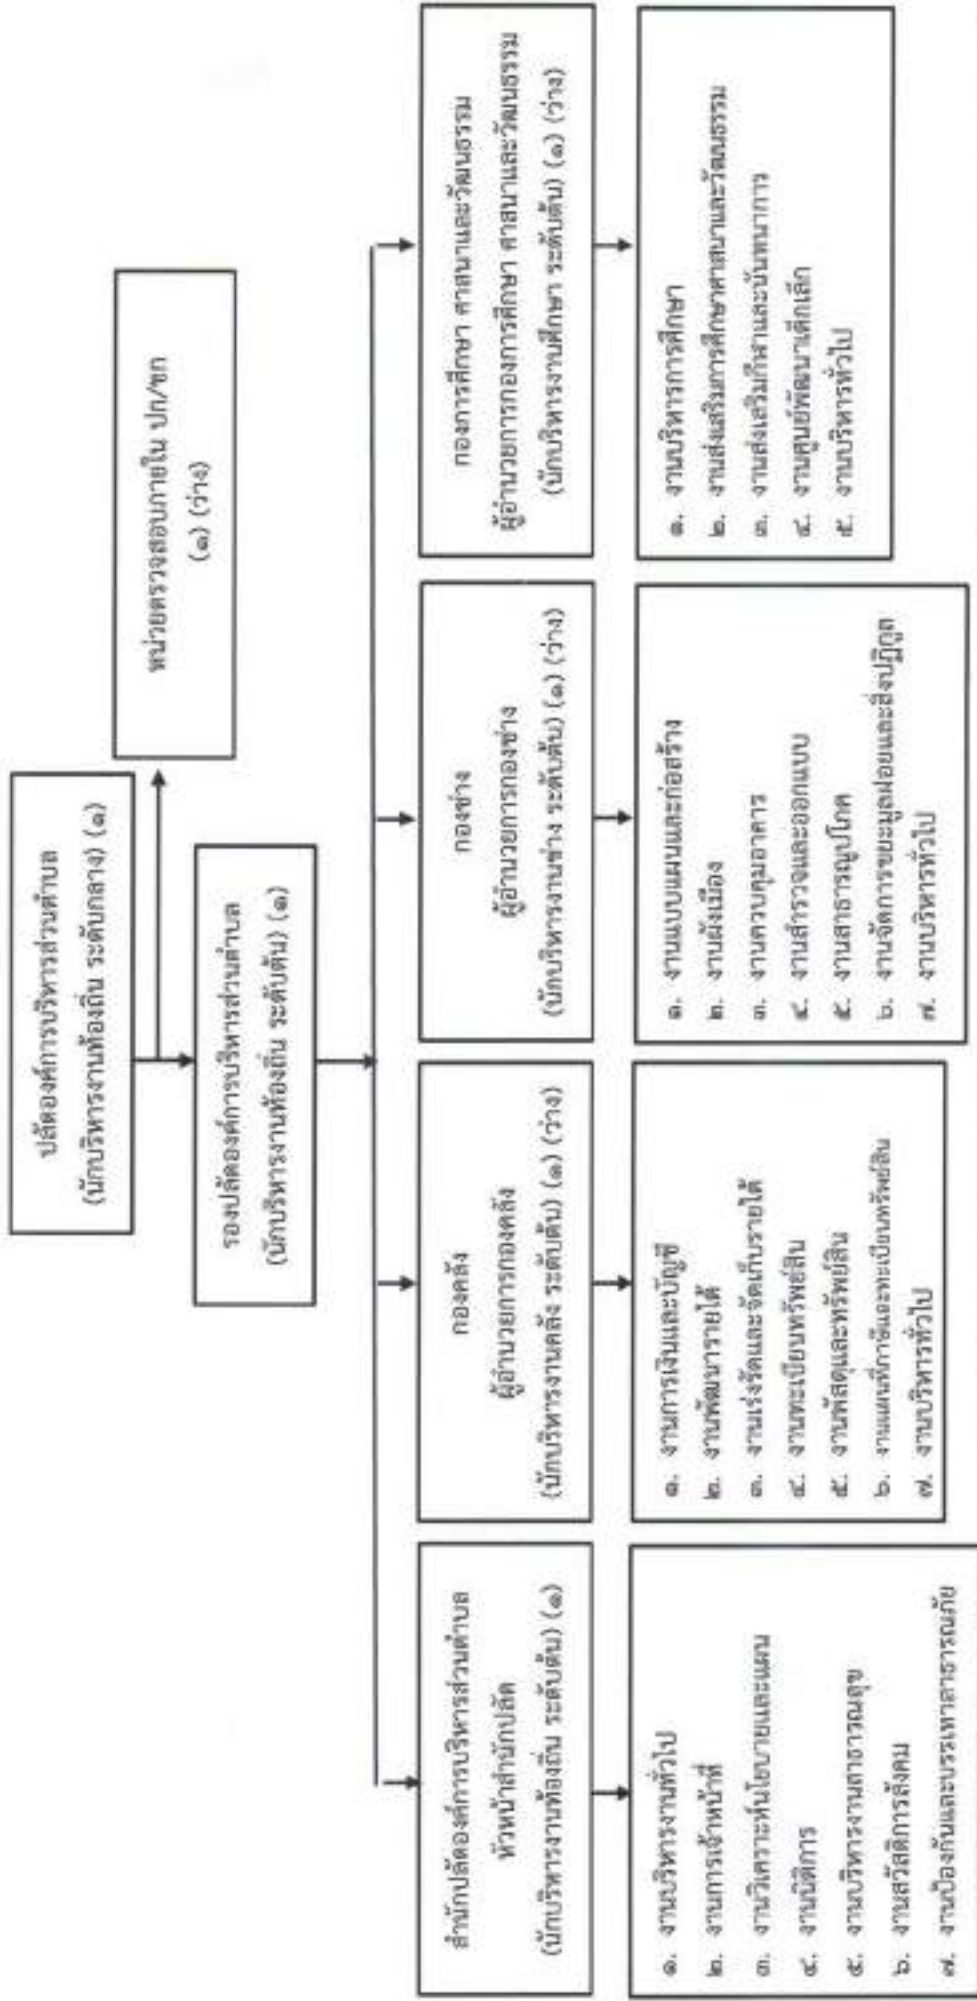 ปลัดองค์การบริหารส่วนตำบล
(นักบริหารงานท้องถิ่น ระดับกลาง) (๑)
หน่วยตรวจสอบภายใน ปก/ชก
(๑) (ว่าง)
รองปลัดองค์การบริหารส่วนตำบล
(นักบริหารงานท้องถิ่น ระดับต้น) (๑)
สำนักปลัดองค์การบริหารส่วนตำบล
หัวหน้าสำนักปลัด
(นักบริหารงานท้องถิ่น ระดับต้น) (๑)
๑. งานบริหารงานทั่วไป
๒. งานการเจ้าหน้าที่
๓. งานวิเคราะห์นโยบายและแผน
๔. งานนิติการ
๕. งานบริหารงานสาธารณสุข
๖. งานสวัสดิการสังคม
๗. งานป้องกันและบรรเทาสาธารณภัย
กองคลัง
ผู้อำนวยการกองคลัง
(นักบริหารงานคลัง ระดับต้น) (๑) (ว่าง)
๑. งานการเงินและบัญชี
๒. งานพัฒนารายได้
๓. งานเร่งรัดและจัดเก็บรายได้
๔. งานทะเบียนทรัพย์สิน
๕. งานพัสดุและทรัพย์สิน
๖. งานแผนที่ภาษีและทะเบียนทรัพย์สิน
๗. งานบริหารทั่วไป
กองช่าง
ผู้อำนวยการกองช่าง
(นักบริหารงานช่าง ระดับต้น) (๑) (ว่าง)
๑. งานแบบแผนและก่อสร้าง
๒. งานผังเมือง
๓. งานควบคุมอาคาร
๔. งานสำรวจและออกแบบ
๕. งานสาธารณูปโภค
๖. งานจัดการขยะมูลฝอยและสิ่งปฏิกูล
๗. งานบริหารทั่วไป
กองการศึกษา ศาสนาและวัฒนธรรม
ผู้อำนวยการกองการศึกษา ศาสนาและวัฒนธรรม
(นักบริหารงานศึกษา ระดับต้น) (๑) (ว่าง)
๑. งานบริหารการศึกษา
๒. งานส่งเสริมการศึกษาศาสนาและวัฒนธรรม
๓. งานส่งเสริมกีฬาและนันทนาการ
๔. งานศูนย์พัฒนาเด็กเล็ก
๕. งานบริหารทั่วไป